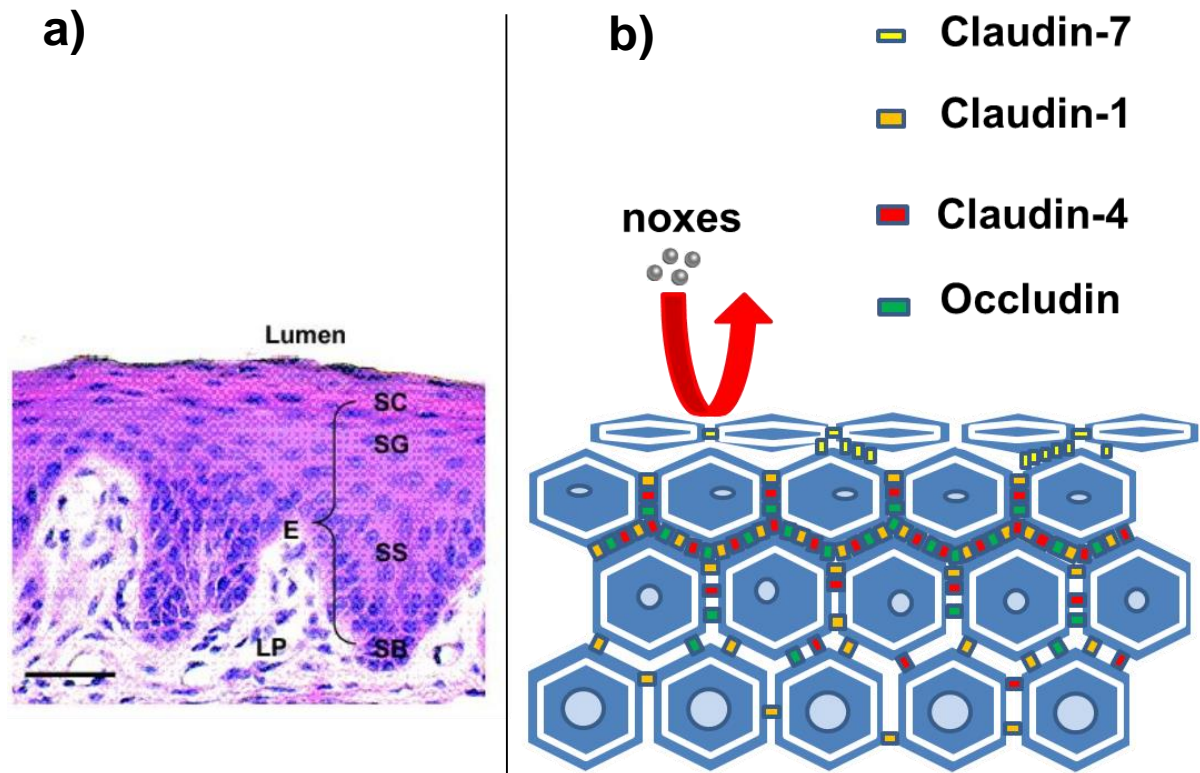 a)
Lumen
SC
SG
E
SS
LP
SB
b)
Claudin-7
Claudin-1
Claudin-4
Occludin
noxes